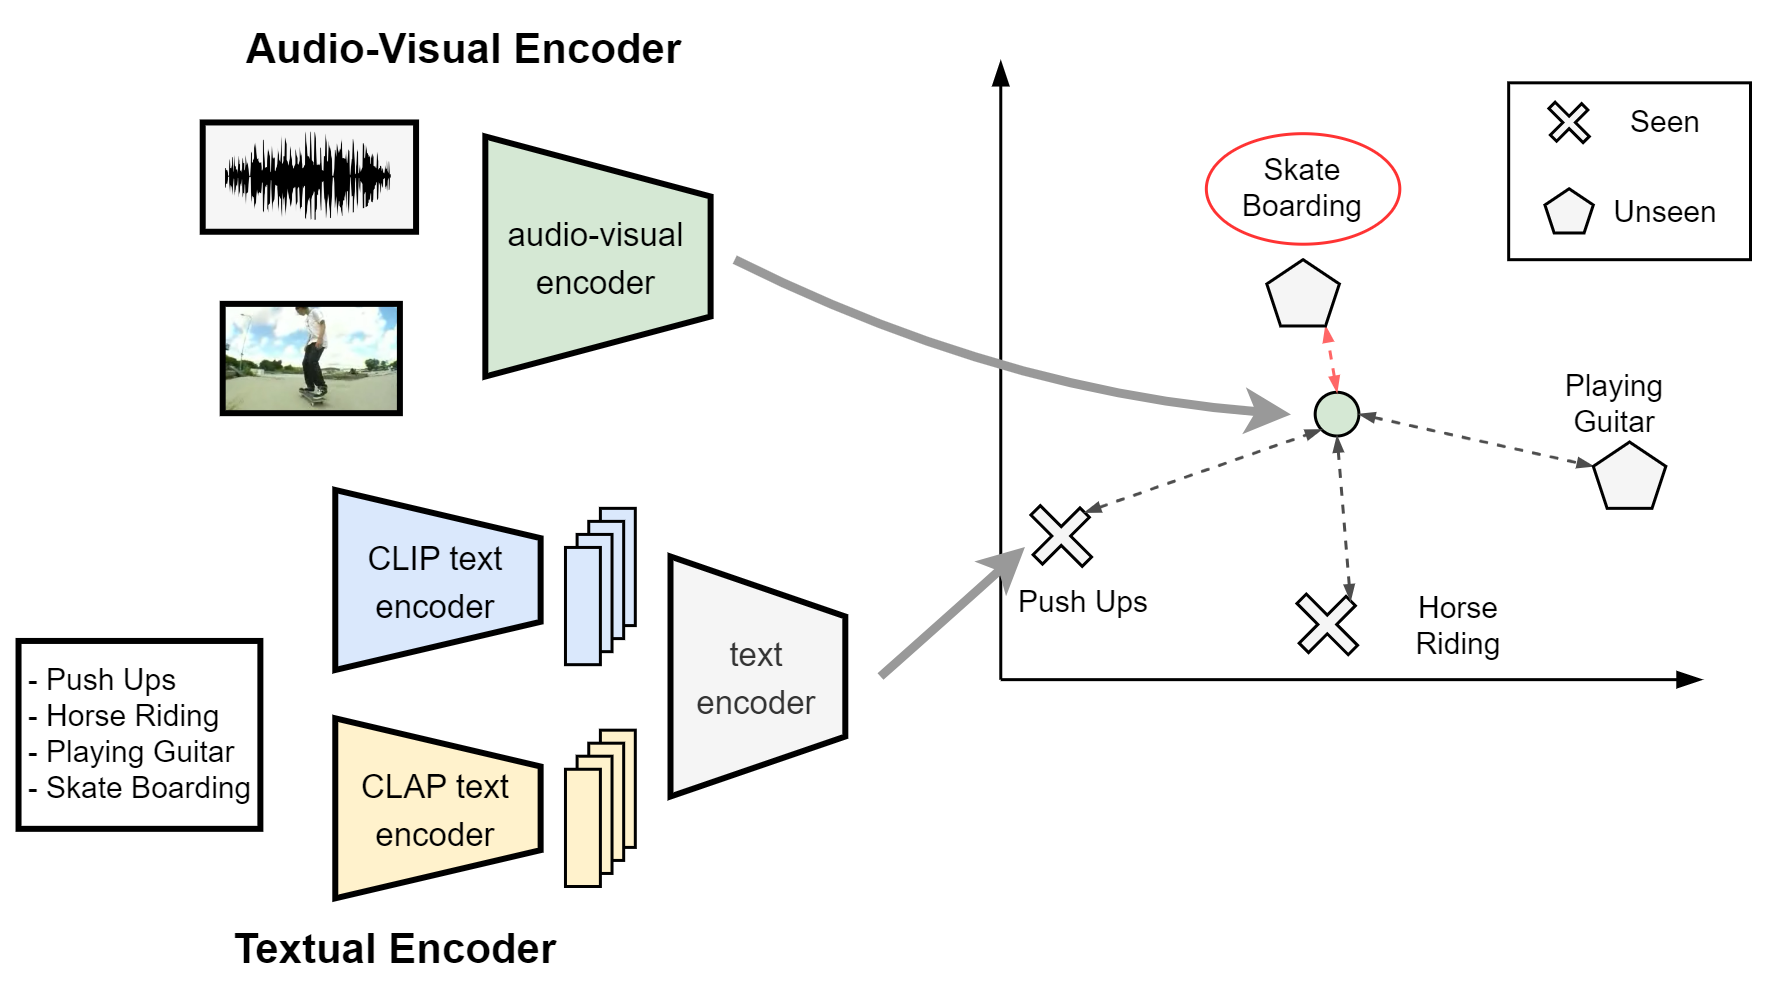 Audio-Visual Encoder
audio-visual
encoder
CLIP text
encoder
- Push Ups
- Horse Riding
- Playing Guitar
- Skate Boarding
CLAP text
encoder
text
encoder
Textual Encoder
Skate
Boarding
Playing
Guitar
Push Ups
Horse
Riding
Seen
Unseen